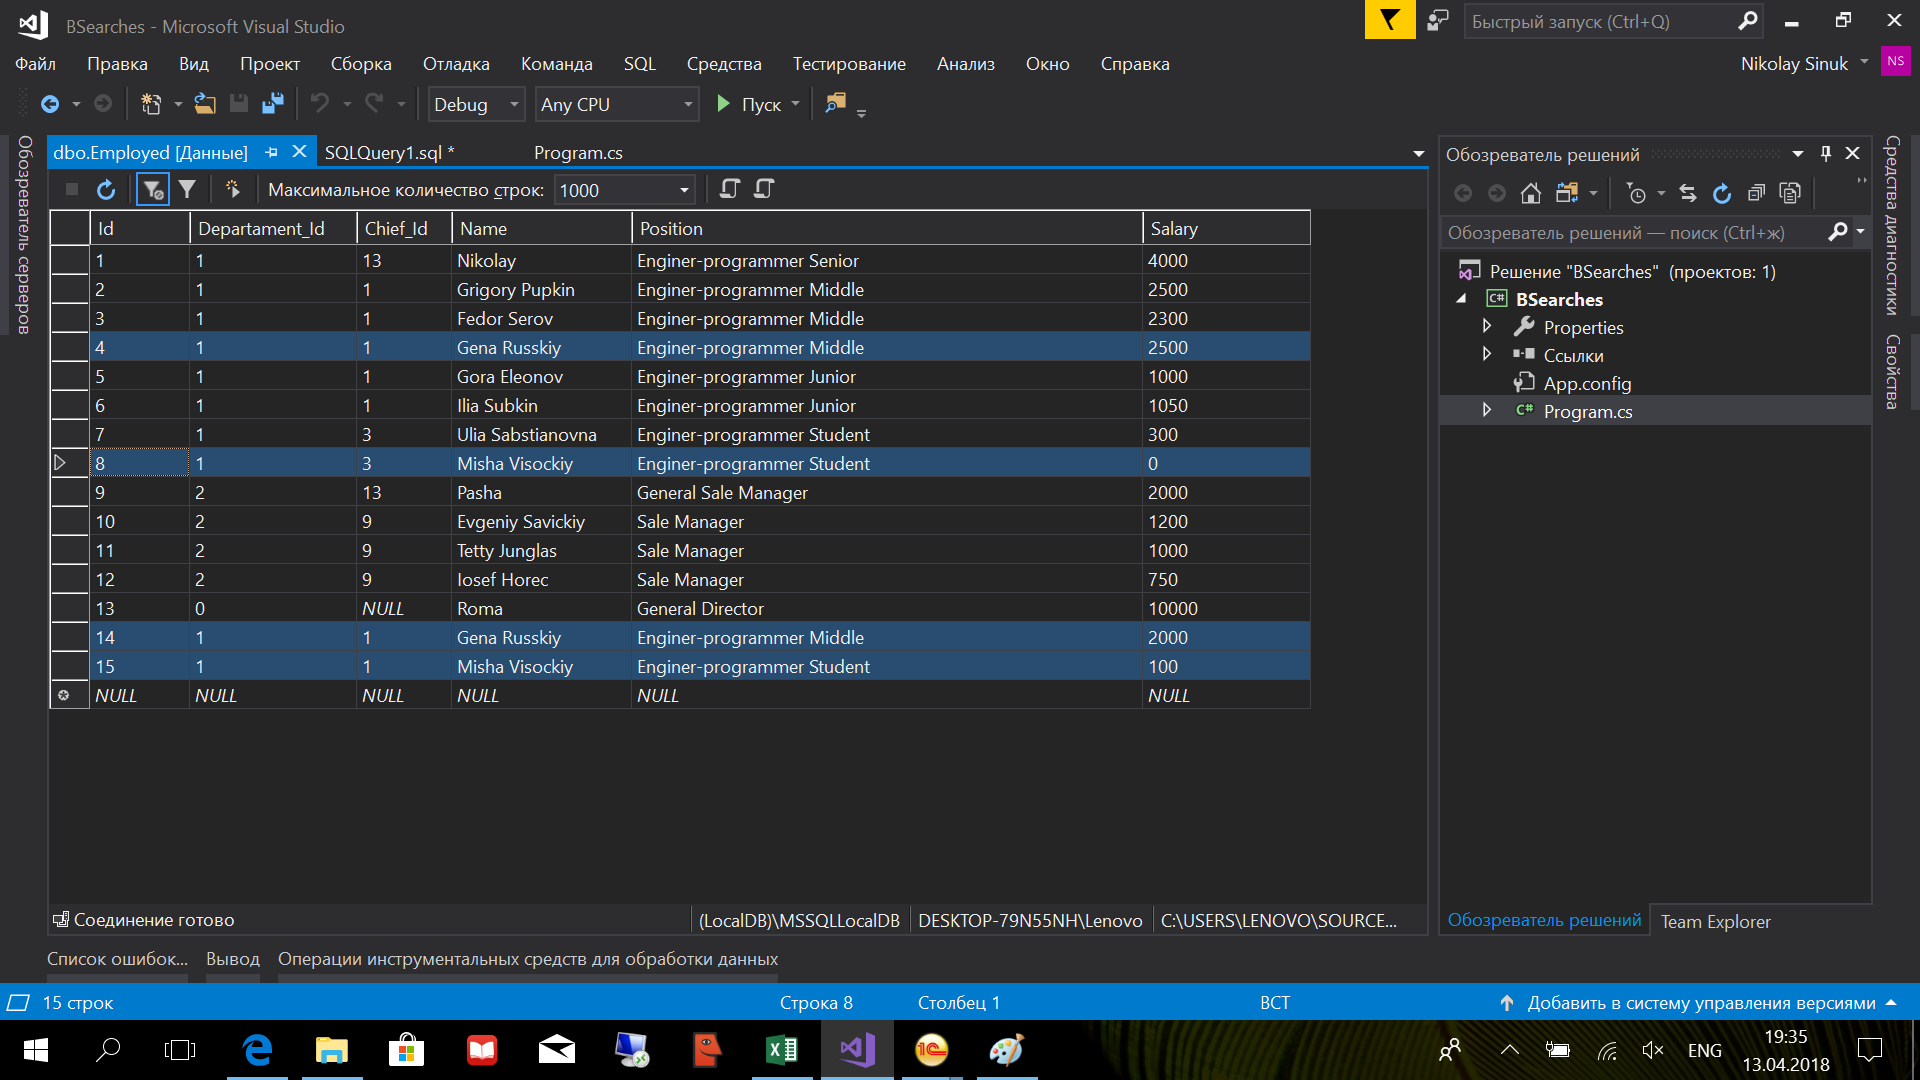 BSearches - Microsoft Visual Studio
Быстрый запуск (Ctrl+Q)
Файл Правка Вид Проект Сборка Отладка Команда SQL Средства Тестирование Анализ Окно Справка
Nikolay Sinuk NS
Debug Any CPU Пуск
Обозреватель серверов
dbo.Employed [Данные] SQLQuery1.sql * Program.cs
Максимальное количество строк: 1000
Id Departament_Id Chief_Id Name Position Salary
1 1 13 Nikolay Enginer-programmer Senior 4000
2 1 1 Grigory Pupkin Enginer-programmer Middle 2500
3 1 1 Fedor Serov Enginer-programmer Middle 2300
4 1 1 Gena Russkiy Enginer-programmer Middle 2500
5 1 1 Gora Eleonov Enginer-programmer Junior 1000
6 1 1 Ilia Subkin Enginer-programmer Junior 1050
7 1 3 Ulia Sabstianovna Enginer-programmer Student 300
8 1 3 Misha Visockiy Enginer-programmer Student 0
9 2 13 Pasha General Sale Manager 2000
10 2 9 Evgeniy Savickiy Sale Manager 1200
11 2 9 Tetty Junglas Sale Manager 1000
12 2 9 Iosef Horec Sale Manager 750
13 0 NULL Roma General Director 10000
14 1 1 Gena Russkiy Enginer-programmer Middle 2000
15 1 1 Misha Visockiy Enginer-programmer Student 100
NULL NULL NULL NULL NULL NULL
Соединение готово (LocalDB)\MSSQLLocalDB DESKTOP-79N55NH\Lenovo C:\USERS\LENOVO\SOURCE...
Обозреватель решений
Обозреватель решений — поиск (Ctrl+ж)
Решение "BSearches" (проектов: 1)
C# BSearches
Properties
Ссылки
App.config
C# Program.cs
Обозреватель решений Team Explorer
Средства диагностики
Свойства
Список ошибок... Вывод Операции инструментальных средств для обработки данных
15 строк Строка 8 Столбец 1 ВСТ Добавить в систему управления версиями
1С
ENG
19:35
13.04.2018